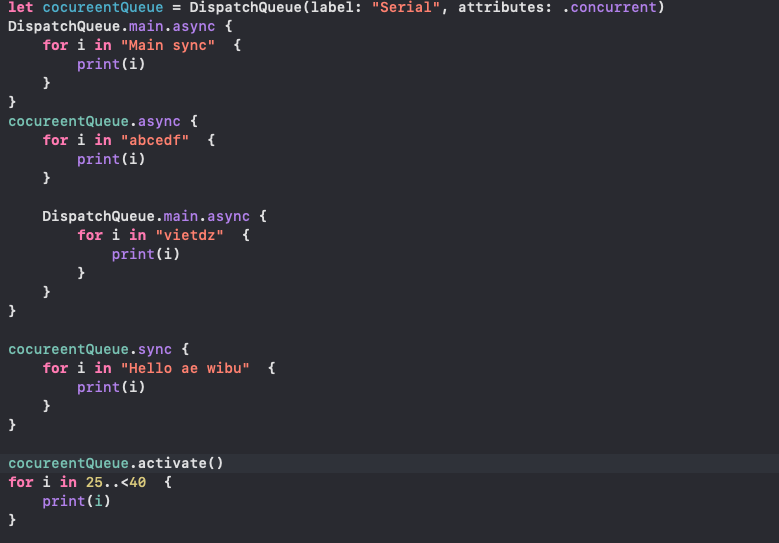 let cocureentQueue = DispatchQueue(label: "Serial", attributes: .concurrent)
DispatchQueue.main.async {
    for i in "Main sync"  {
        print(i)
    }
}
cocureentQueue.async {
    for i in "abcedf"  {
        print(i)
    }

    DispatchQueue.main.async {
        for i in "vietdz"  {
            print(i)
        }
    }
}

cocureentQueue.sync {
    for i in "Hello ae wibu"  {
        print(i)
    }
}

cocureentQueue.activate()
for i in 25..<40  {
    print(i)
}